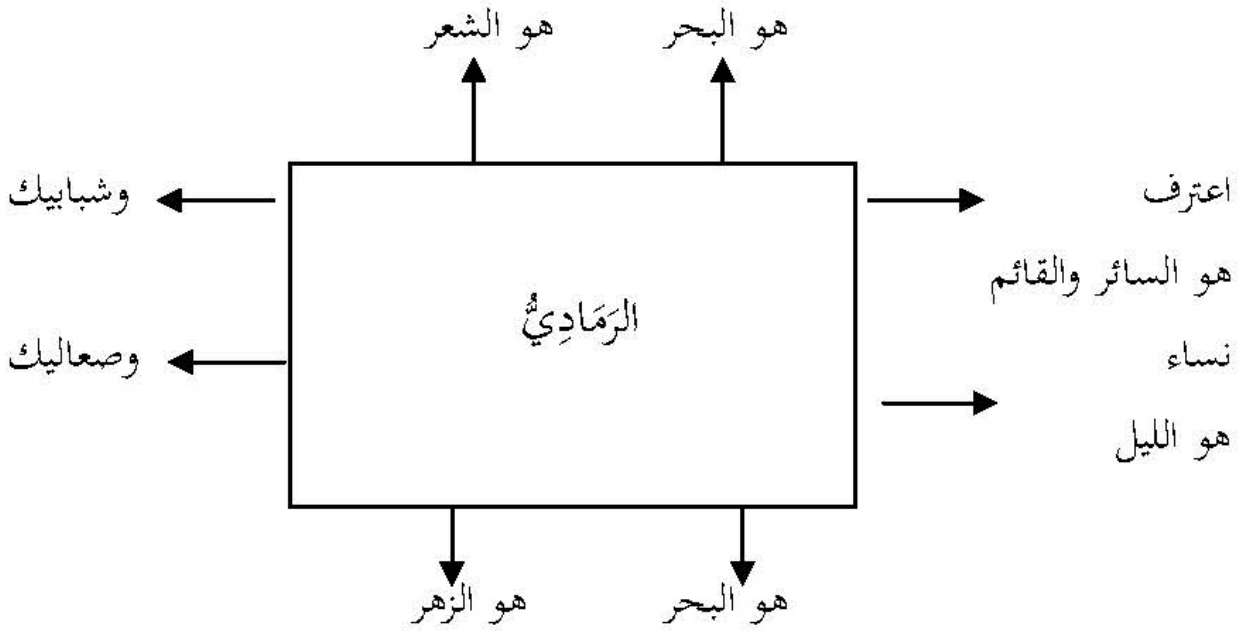 هو البحر
هو الشعر
اعترف
وشبابيك
هو السائر والقائم
الرَمَادِيُّ
نساء
وصعاليك
هو الليل
هو البحر
هو الزهر